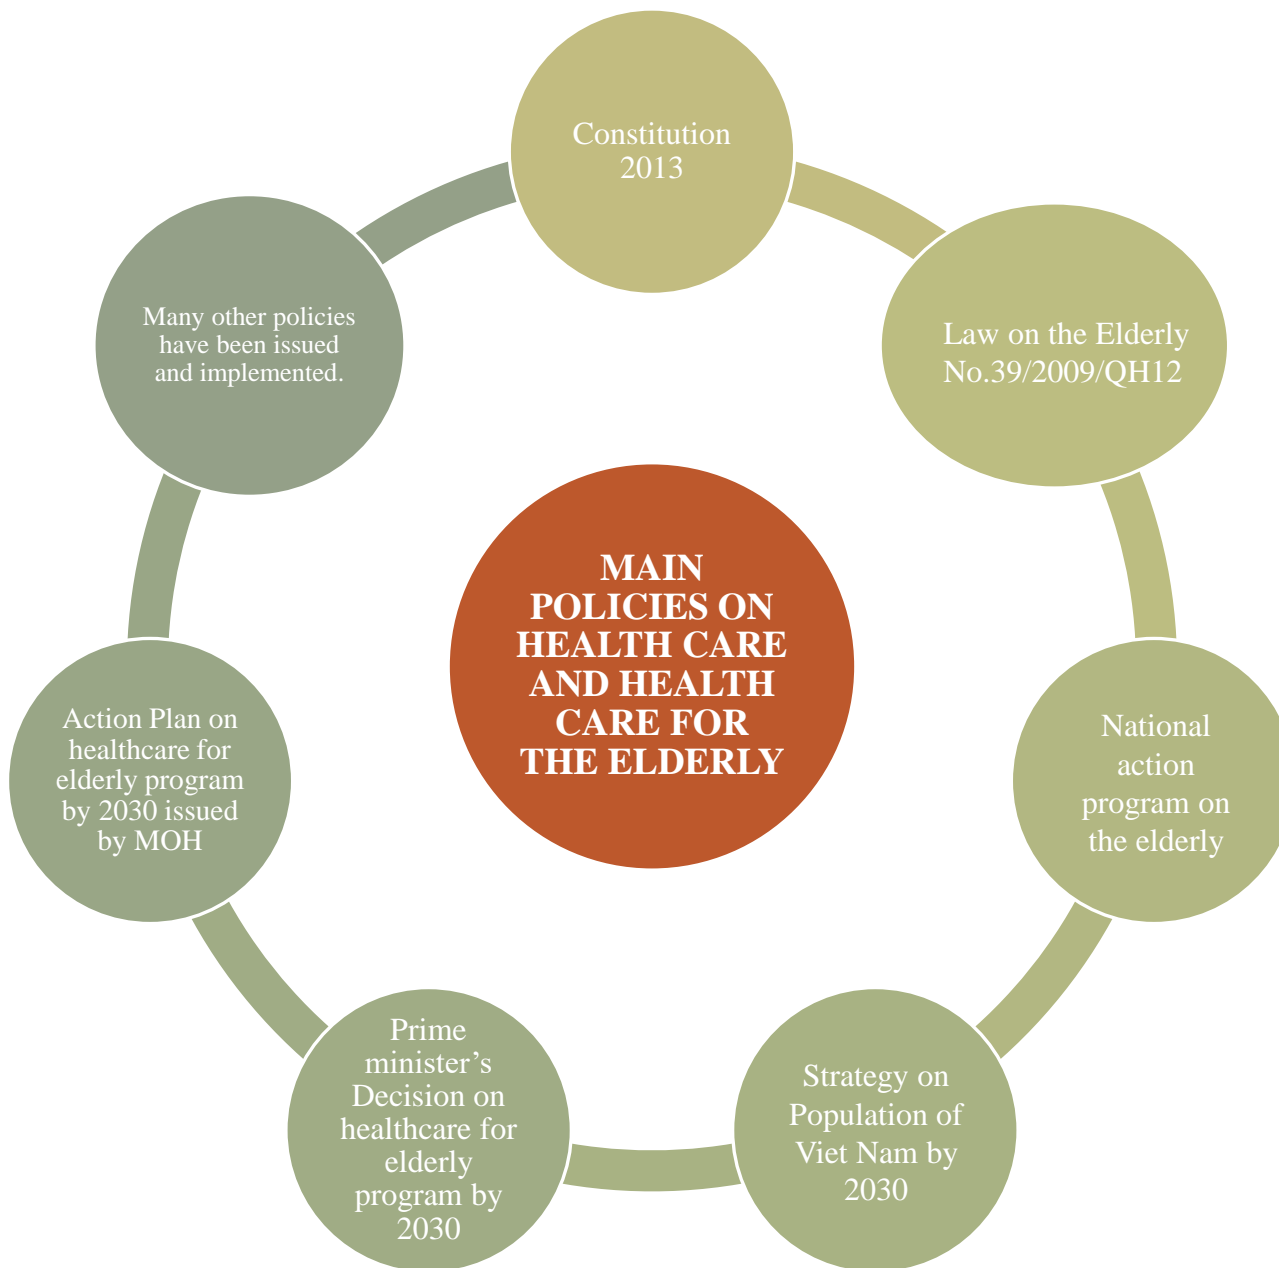 Constitution
2013
Law on the Elderly
No.39/2009/QH12
National
action
program on
the elderly
Strategy on
Population of
Viet Nam by
2030
Prime
minister’s
Decision on
healthcare for
elderly
program by
2030
Action Plan on
healthcare for
elderly program
by 2030 issued
by MOH
Many other policies
have been issued
and implemented.
MAIN
POLICIES ON
HEALTH CARE
AND HEALTH
CARE FOR
THE ELDERLY